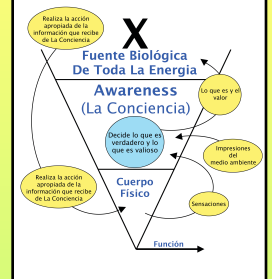 Realiza la acción
apropiada de la
información que recibe
de La Conciencia
X
Fuente Biológica
De Toda La Energia
Awareness
(La Conciencia)
Lo que es y el
valor
Decide lo que es
verdadero y lo
que es valioso
Impresiones
del
medio ambiente
Realiza la acción
apropiada de la
información que recibe
de La Conciencia
Cuerpo
Físico
Sensaciones
Función